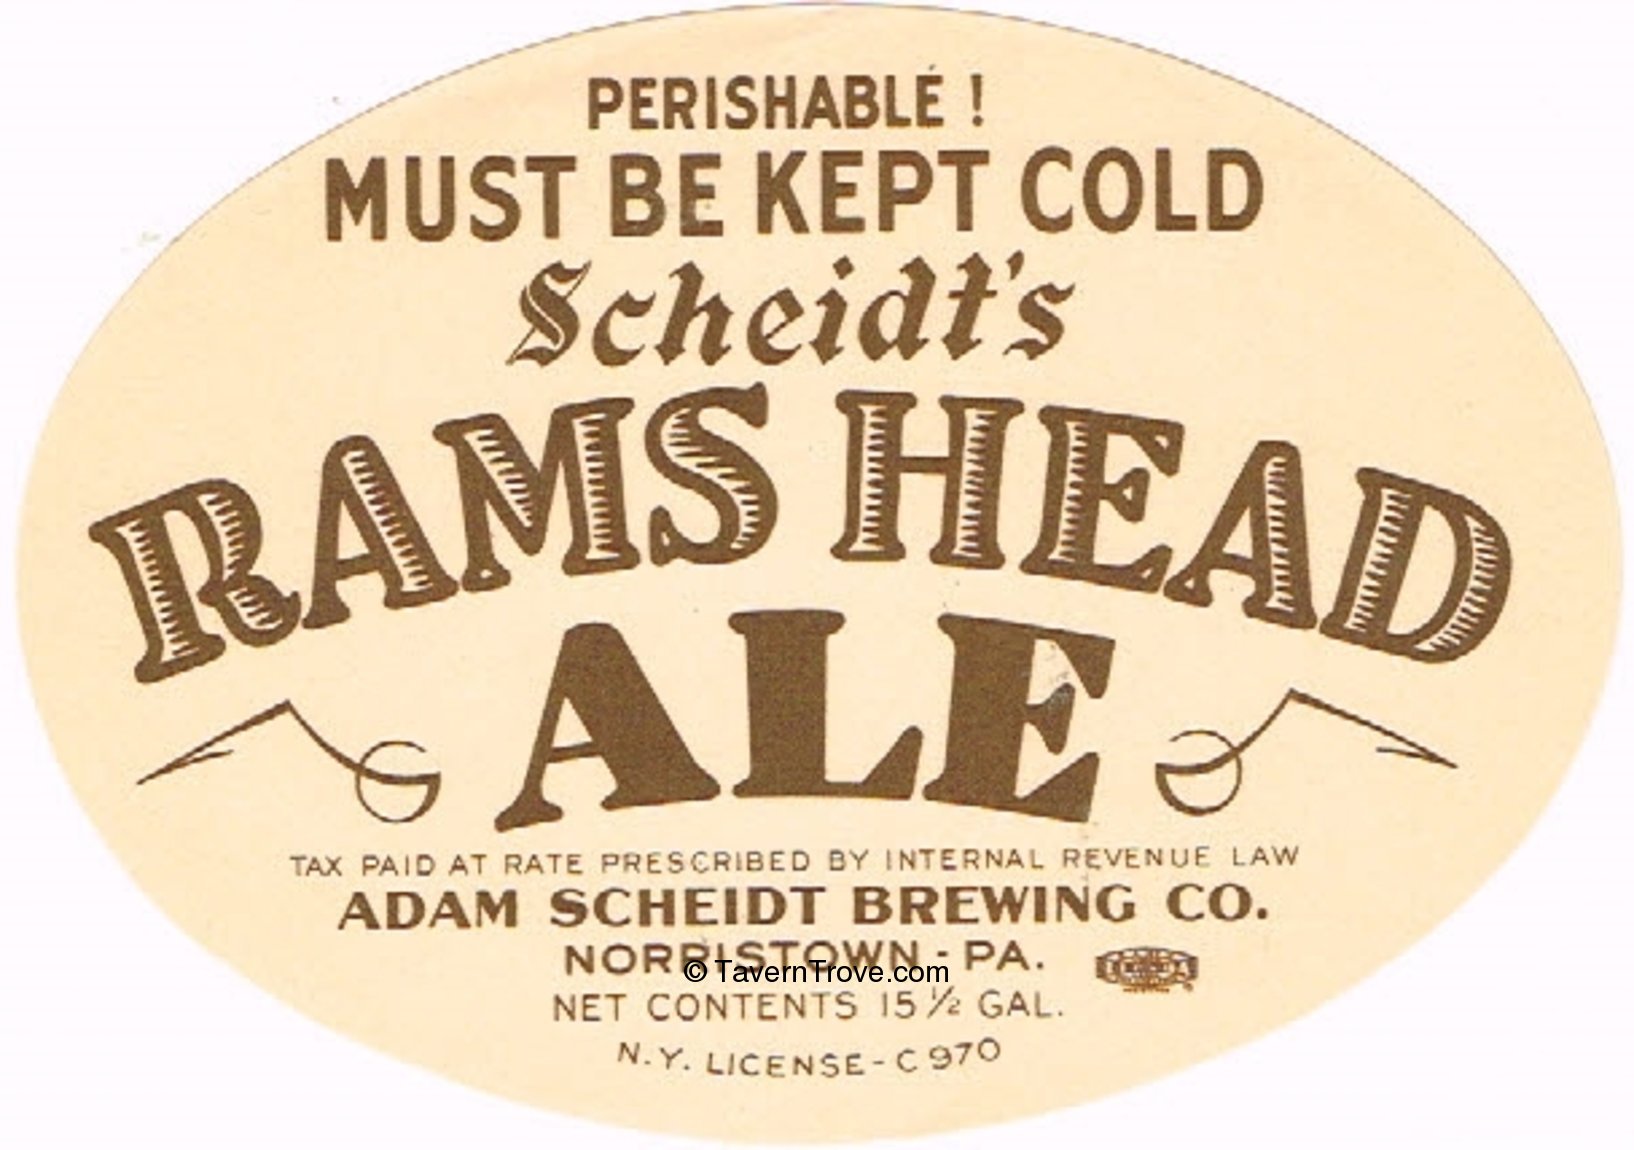 PERISHABLE !
MUST BE KEPT COLD
Scheidt's
RAMS HEAD
ALE
TAX PAID AT RATE PRESCRIBED BY INTERNAL REVENUE LAW
ADAM SCHEIDT BREWING CO.
NORRISTOWN - PA.
© TavernTrove.com
NET CONTENTS 15 ½ GAL.
N.Y. LICENSE - C 970